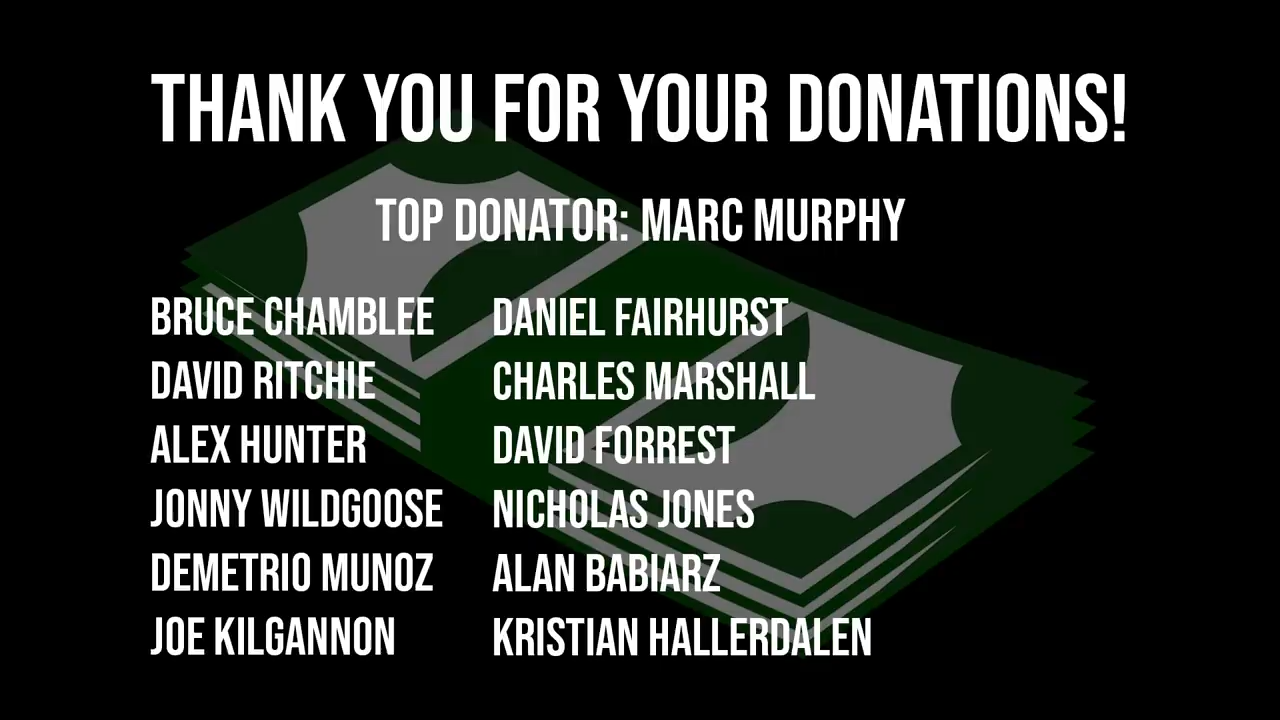 THANK YOU FOR YOUR DONATIONS!
TOP DONATOR: MARC MURPHY
BRUCE CHAMBLEE
DAVID RITCHIE
ALEX HUNTER
JONNY WILDGOOSE
DEMETRIO MUNOZ
JOE KILGANNON
DANIEL FAIRHURST
CHARLES MARSHALL
DAVID FORREST
NICHOLAS JONES
ALAN BABIARZ
KRISTIAN HALLERDALEN